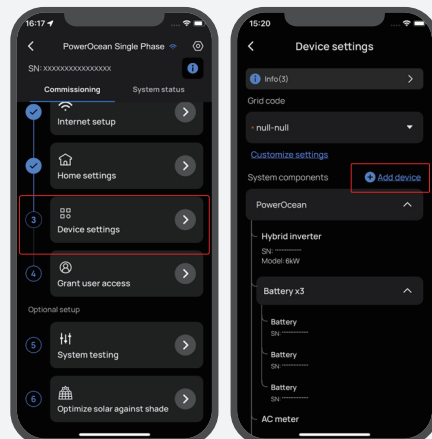 16:17
PowerOcean Single Phase
SN: xxxxxxxxxxxxxxx
Commissioning
System status
Internet setup
Home settings
3
Device settings
4
Grant user access
Optional setup
5
System testing
6
Optimize solar against shade
15:20
Device settings
Info(3)
Grid code
•null-null
Customize settings
System components
Add device
PowerOcean
Hybrid inverter
SN:
Model: 6kW
Battery x3
Battery
SN:
Battery
SN:
Battery
SN:
AC meter